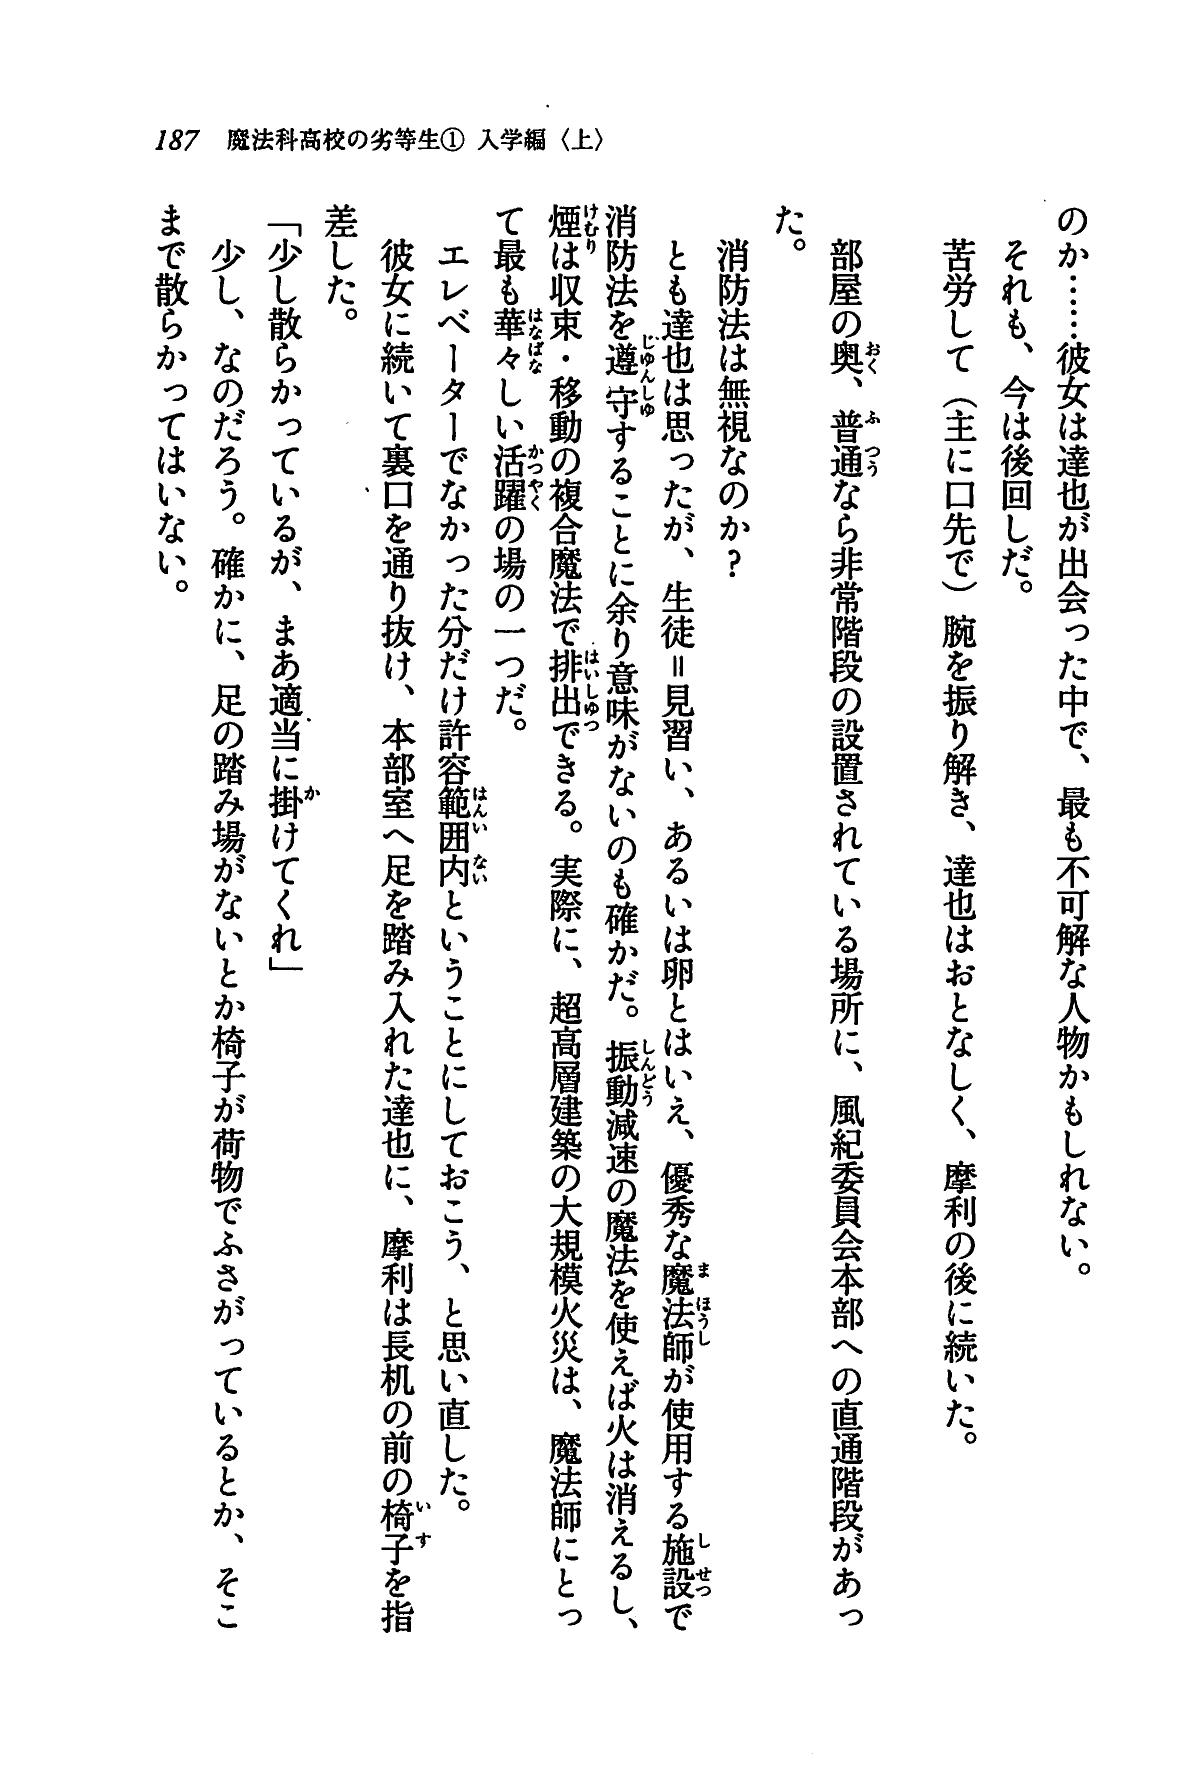 187 魔法科高校の劣等生① 入学編〈上〉
のか……彼女は達也が出会った中で、最も不可解な人物かもしれない。
それも、今は後回しだ。
苦労して（主に口先で）腕を振り解き、達也はおとなしく、摩利の後に続いた。
部屋の奥、普通なら非常階段の設置されている場所に、風紀委員会本部への直通階段があっ
た。
消防法は無視なのか？
とも達也は思ったが、生徒＝見習い、あるいは卵とはいえ、優秀な魔法師が使用する施設で
消防法を遵守することに余り意味がないのも確かだ。振動減速の魔法を使えば火は消えるし、
煙は収束・移動の複合魔法で排出できる。実際に、超高層建築の大規模火災は、魔法師にとっ
て最も華々しい活躍の場の一つだ。
エレベーターでなかった分だけ許容範囲内ということにしておこう、と思い直した。
彼女に続いて裏口を通り抜け、本部室へ足を踏み入れた達也に、摩利は長机の前の椅子を指
差した。
「少し散らかっているが、まあ適当に掛けてくれ」
少し、なのだろう。確かに、足の踏み場がないとか椅子が荷物でふさがっているとか、そこ
まで散らかってはいない。